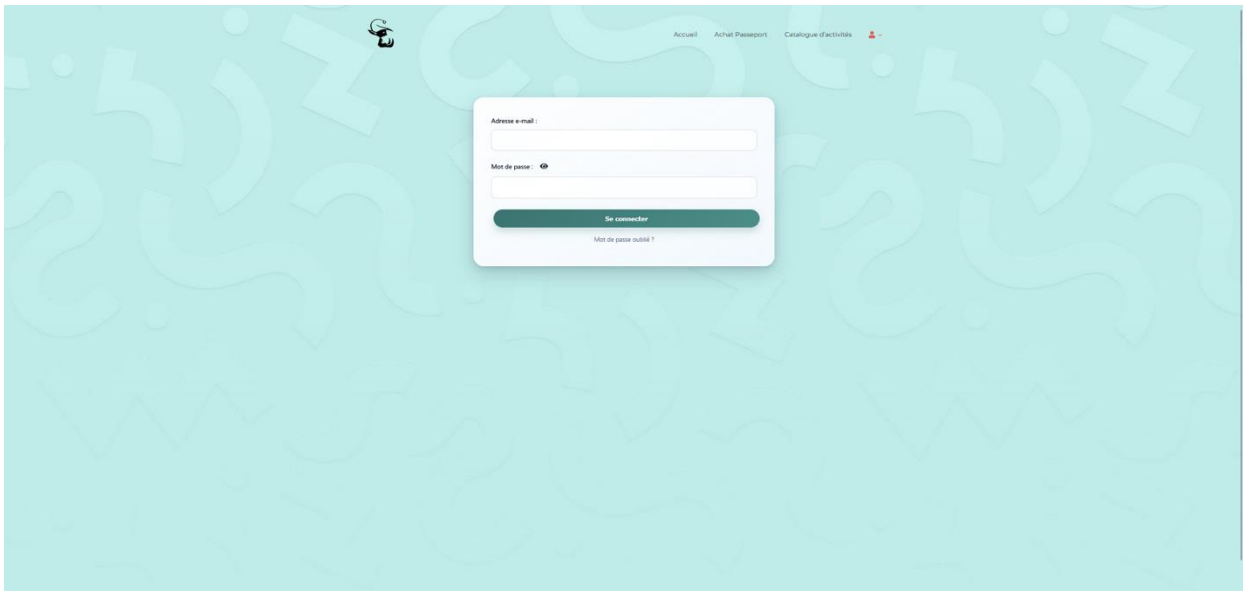 Accueil Achat Passeport Catalogue d'activités
Adresse e-mail :
Mot de passe :
Se connecter
Mot de passe oublié ?